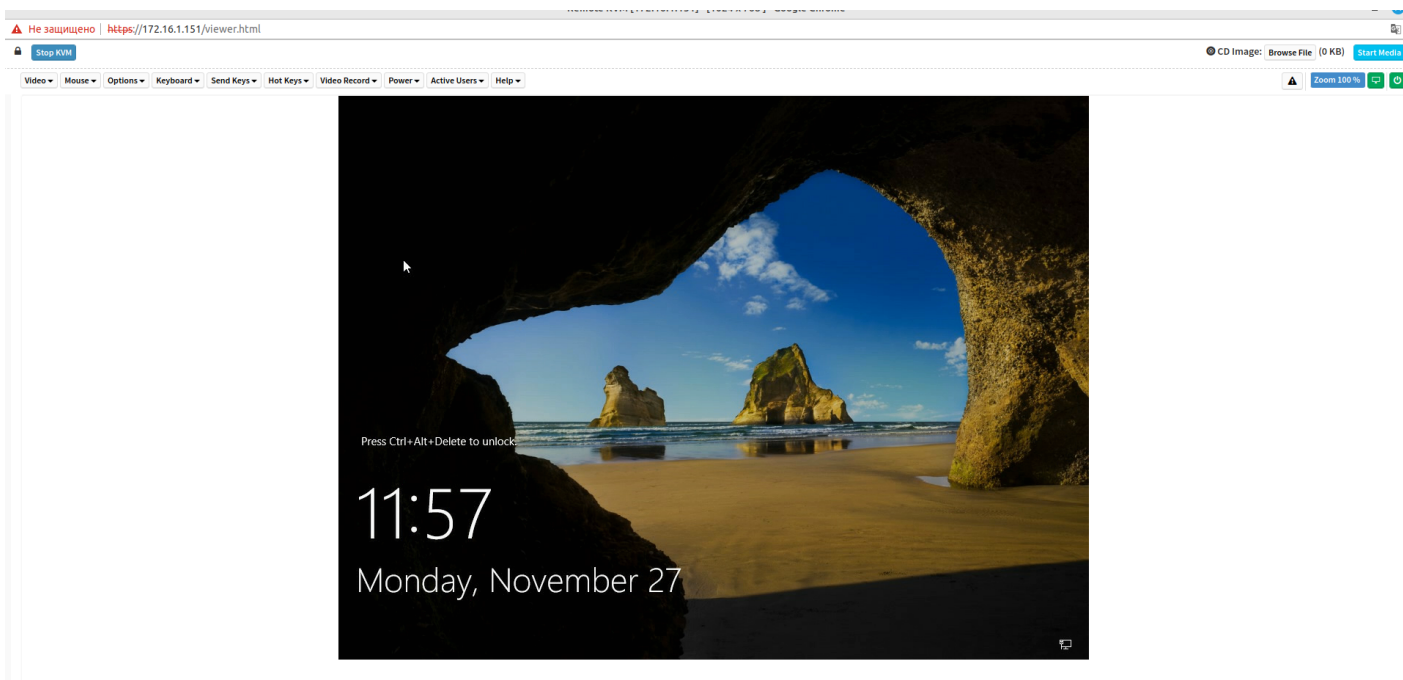 Не защищено | https://172.16.1.151/viewer.html
Stop KVM
CD Image: Browse File (0 KB) Start Media
Video Mouse Options Keyboard Send Keys Hot Keys Video Record Power Active Users Help
Zoom 100 %
Press Ctrl+Alt+Delete to unlock.
11:57
Monday, November 27